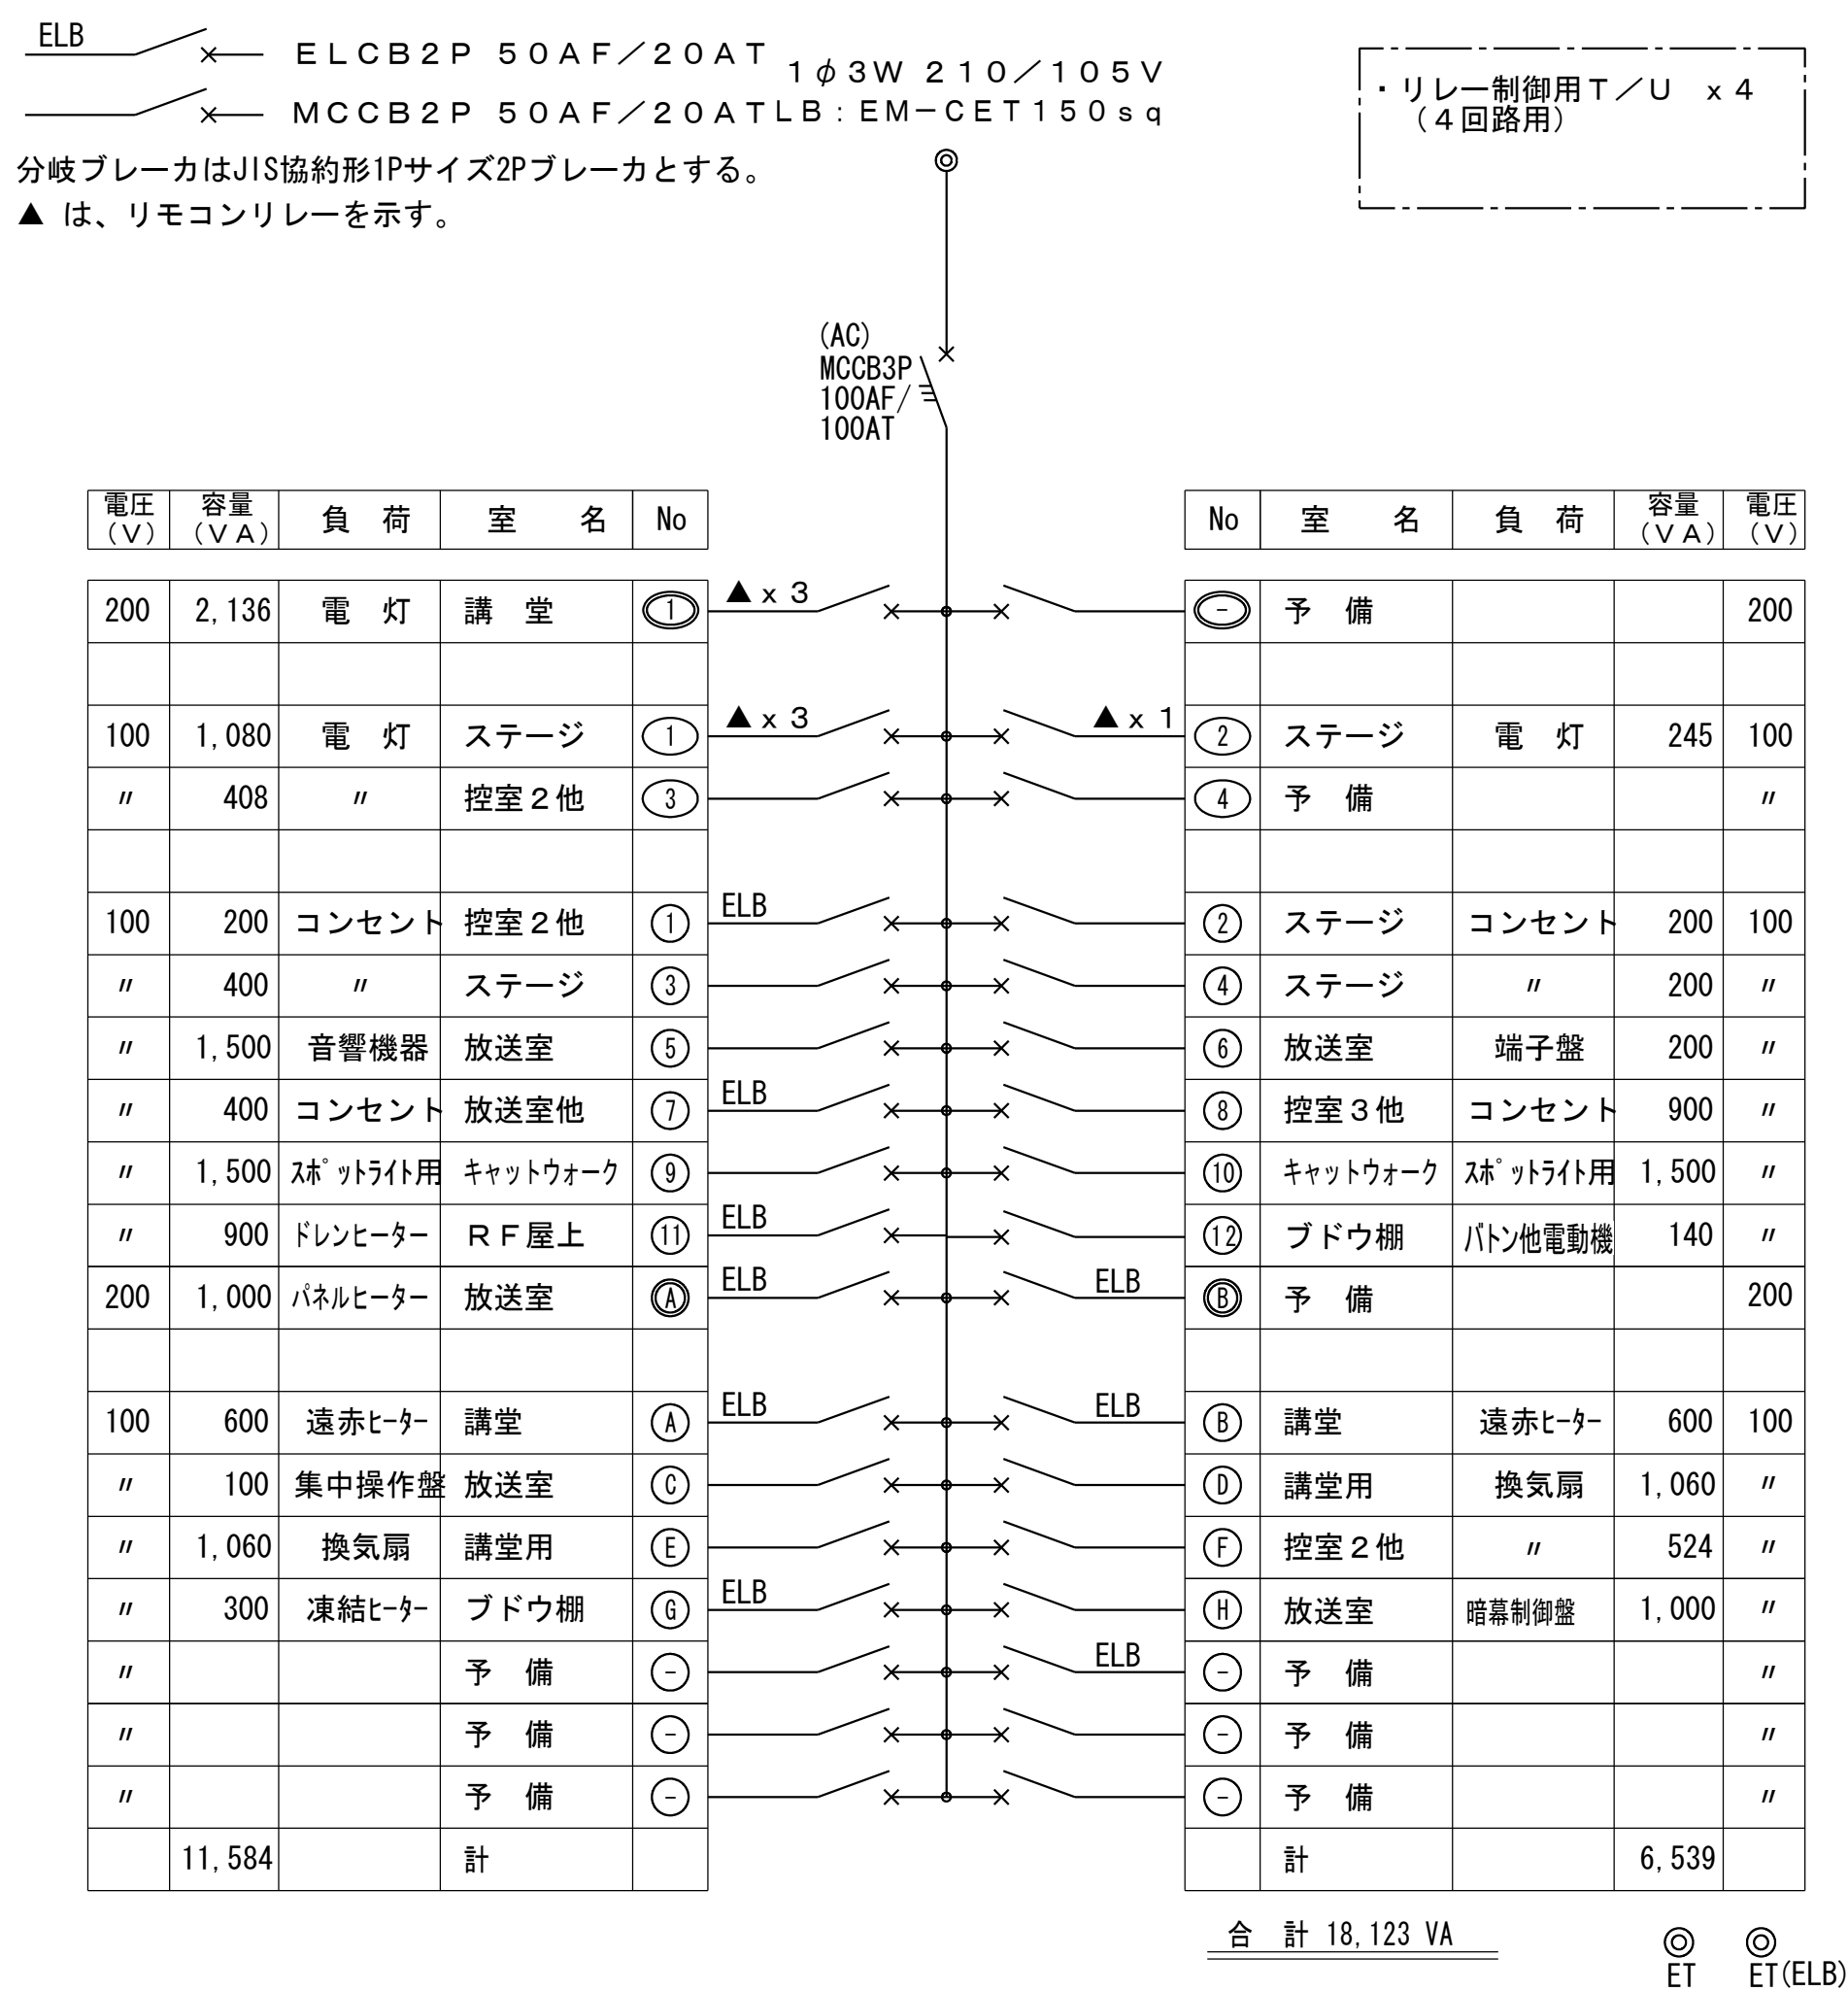 ELB
ELCB2P 50AF／20AT
MCCB2P 50AF／20AT
1φ3W 210／105V
LB：EM－CET150sq
・リレー制御用T／U x4
（4回路用）
分岐ブレーカはJIS協約形1Pサイズ2Pブレーカとする。
▲ は、リモコンリレーを示す。
(AC)
MCCB3P
100AF/
100AT
電圧（V） 容量（VA） 負 荷 室 名 No No 室 名 負 荷 容量（VA） 電圧（V）
200 2,136 電 灯 講 堂 1 ▲x3 - 予 備 200
100 1,080 電 灯 ステージ 1 ▲x3 ▲x1 2 ステージ 電 灯 245 100
〃 408 〃 控室2他 3 4 予 備 〃
100 200 コンセント 控室2他 1 ELB 2 ステージ コンセント 200 100
〃 400 〃 ステージ 3 4 ステージ 〃 200 〃
〃 1,500 音響機器 放送室 5 6 放送室 端子盤 200 〃
〃 400 コンセント 放送室他 7 ELB 8 控室3他 コンセント 900 〃
〃 1,500 スポットライト用 キャットウォーク 9 10 キャットウォーク スポットライト用 1,500 〃
〃 900 ドレンヒーター RF屋上 11 ELB 12 ブドウ棚 バトン他電動機 140 〃
200 1,000 パネルヒーター 放送室 A ELB ELB B 予 備 200
100 600 遠赤ヒーター 講堂 A ELB ELB B 講堂 遠赤ヒーター 600 100
〃 100 集中操作盤 放送室 C D 講堂用 換気扇 1,060 〃
〃 1,060 換気扇 講堂用 E F 控室2他 〃 524 〃
〃 300 凍結ヒーター ブドウ棚 G ELB H 放送室 暗幕制御盤 1,000 〃
〃 予 備 - ELB - 予 備 〃
〃 予 備 - - 予 備 〃
〃 予 備 - - 予 備 〃
11,584 計 計 6,539
合 計 18,123 VA
ET ET(ELB)